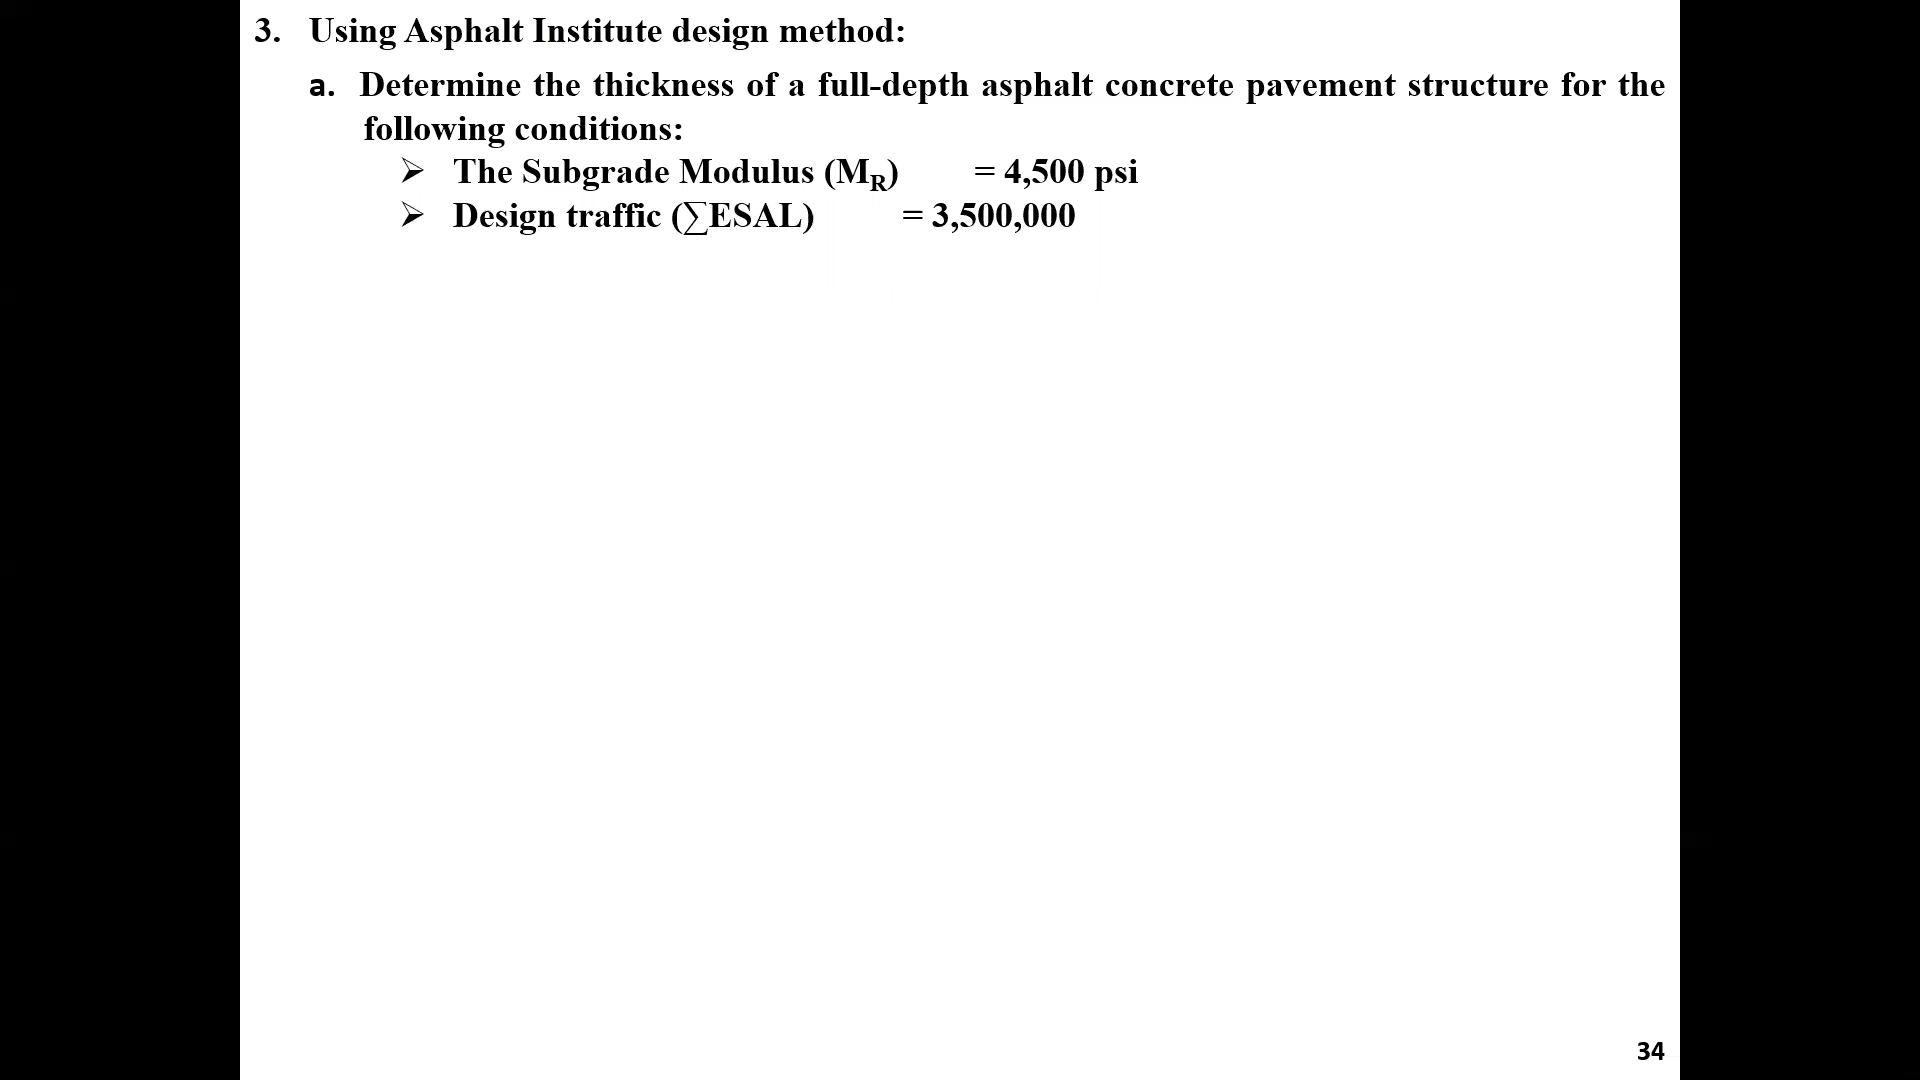 3. Using Asphalt Institute design method:
a. Determine the thickness of a full-depth asphalt concrete pavement structure for the
following conditions:
➢ The Subgrade Modulus (MR) = 4,500 psi
➢ Design traffic (∑ESAL) = 3,500,000
34